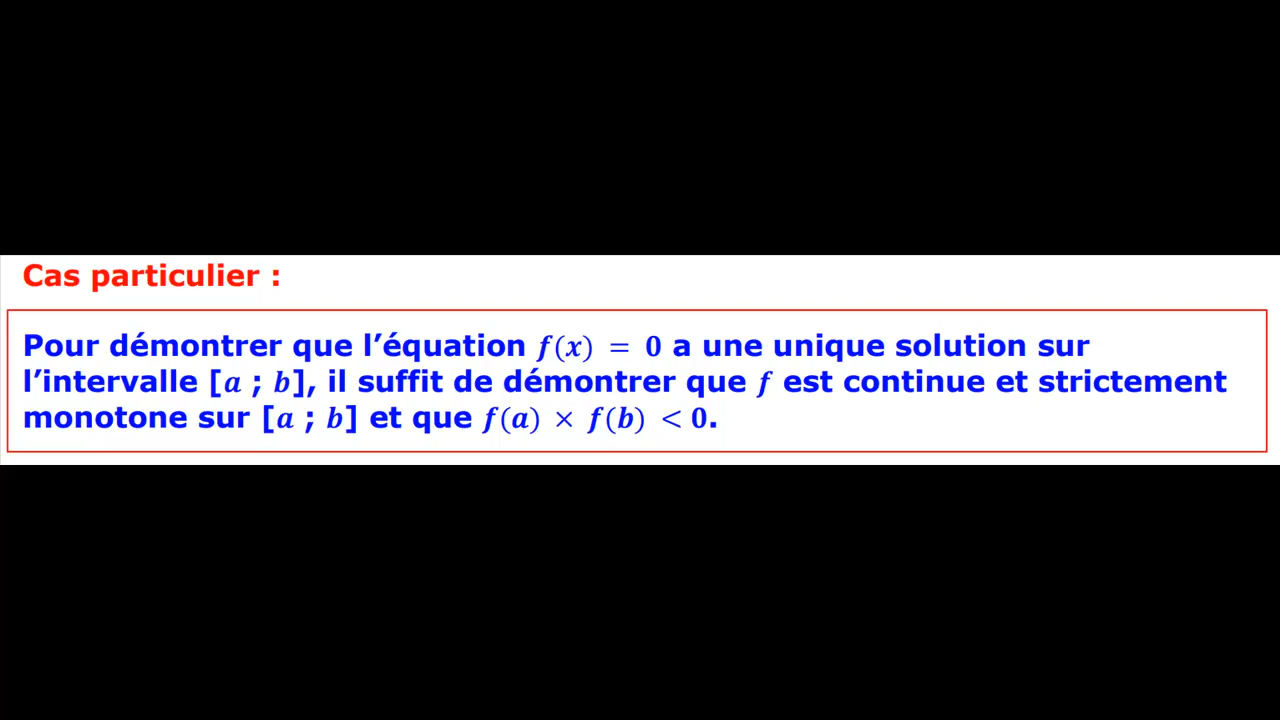 Cas particulier :
Pour démontrer que l’équation f(x) = 0 a une unique solution sur
l’intervalle [a ; b], il suffit de démontrer que f est continue et strictement
monotone sur [a ; b] et que f(a) × f(b) < 0.